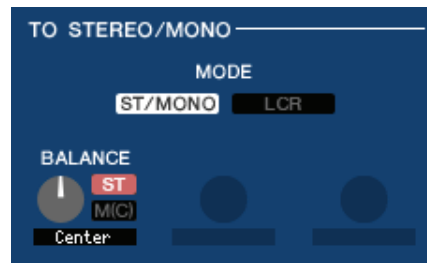 TO STEREO/MONO
MODE
ST/MONO LCR
BALANCE
ST
M(C)
Center